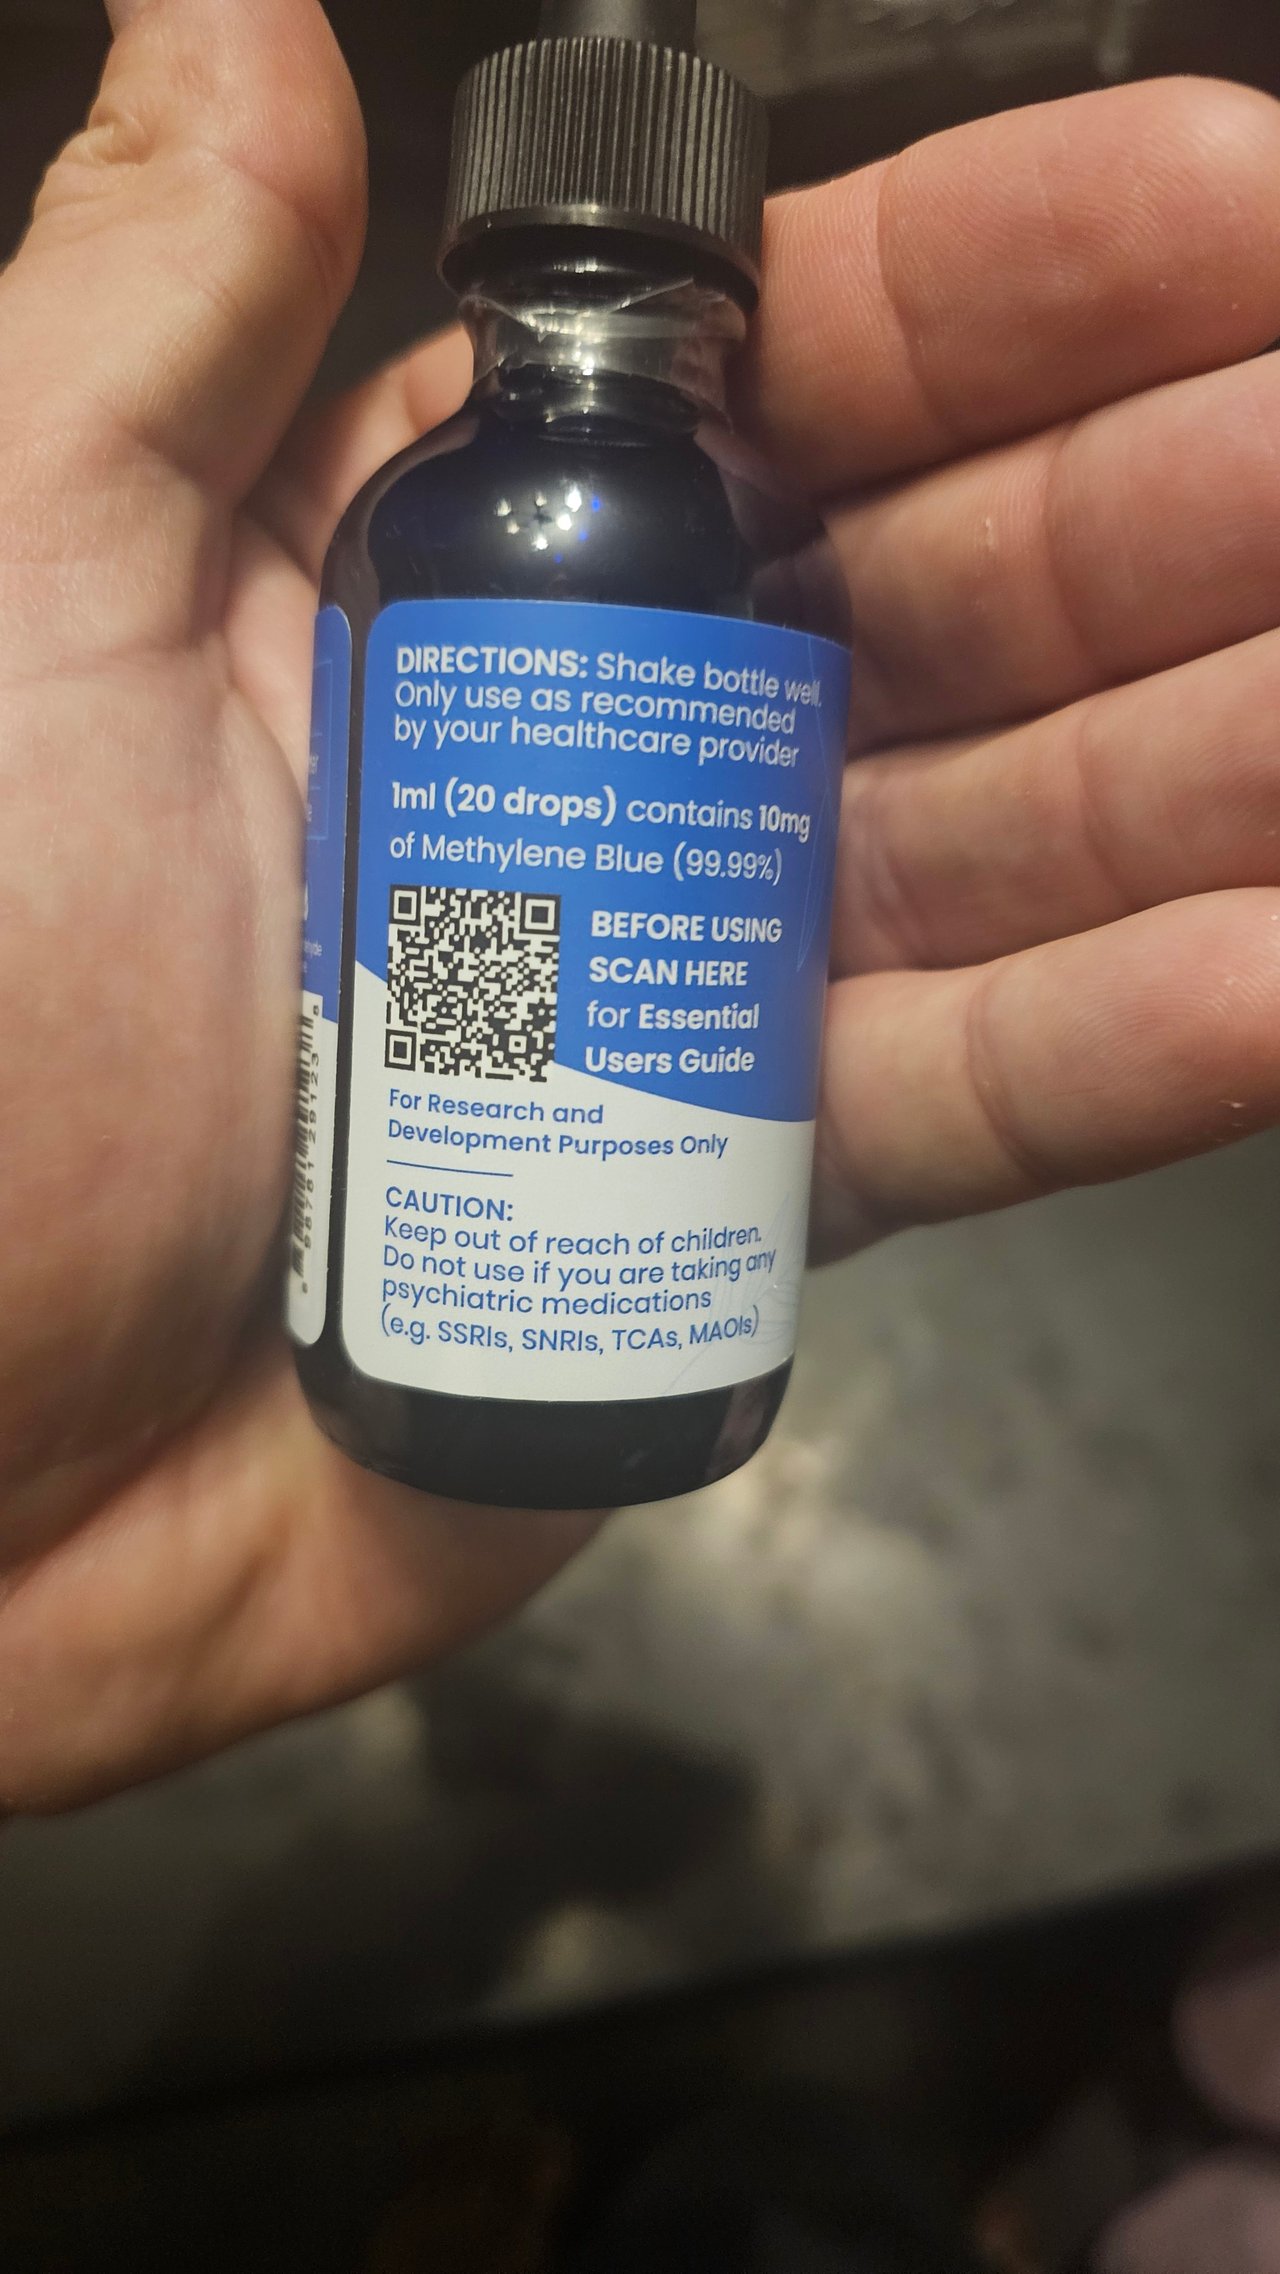 DIRECTIONS: Shake bottle well.
Only use as recommended
by your healthcare provider
1ml (20 drops) contains 10mg
of Methylene Blue (99.99%)
BEFORE USING
SCAN HERE
for Essential
Users Guide
For Research and
Development Purposes Only
CAUTION:
Keep out of reach of children.
Do not use if you are taking any
psychiatric medications
(e.g. SSRIs, SNRIs, TCAs, MAOIs)